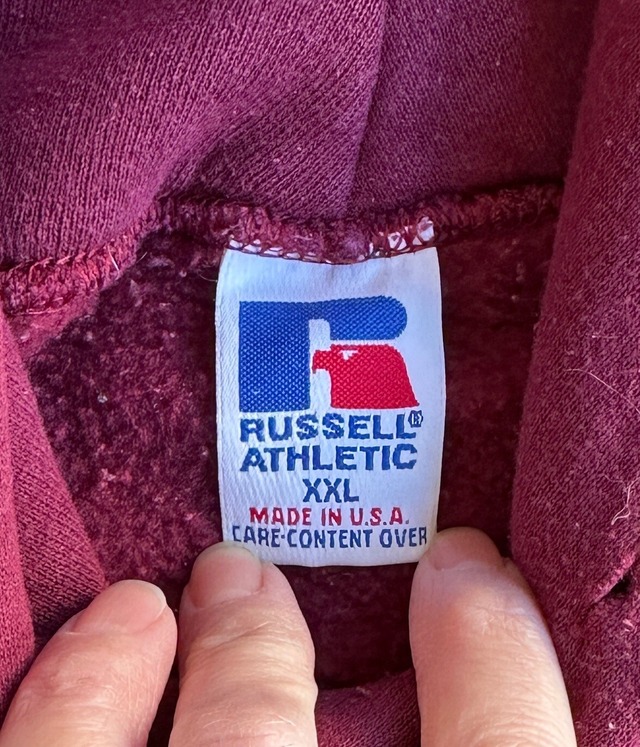 RUSSELL®
ATHLETIC
XXL
MADE IN U.S.A.
CARE-CONTENT OVER